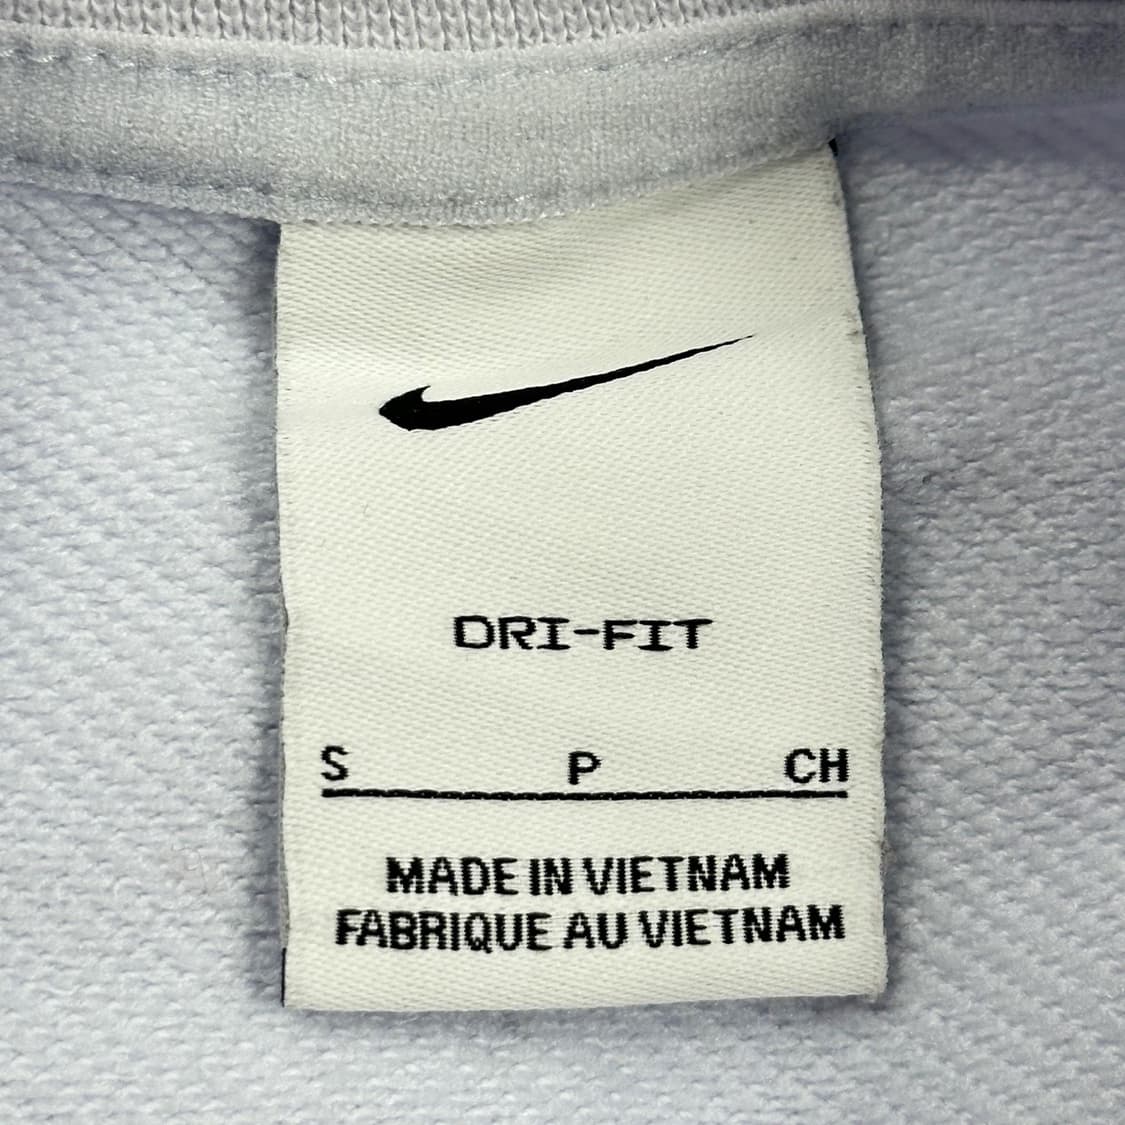 DRI-FIT
S P CH
MADE IN VIETNAM
FABRIQUE AU VIETNAM